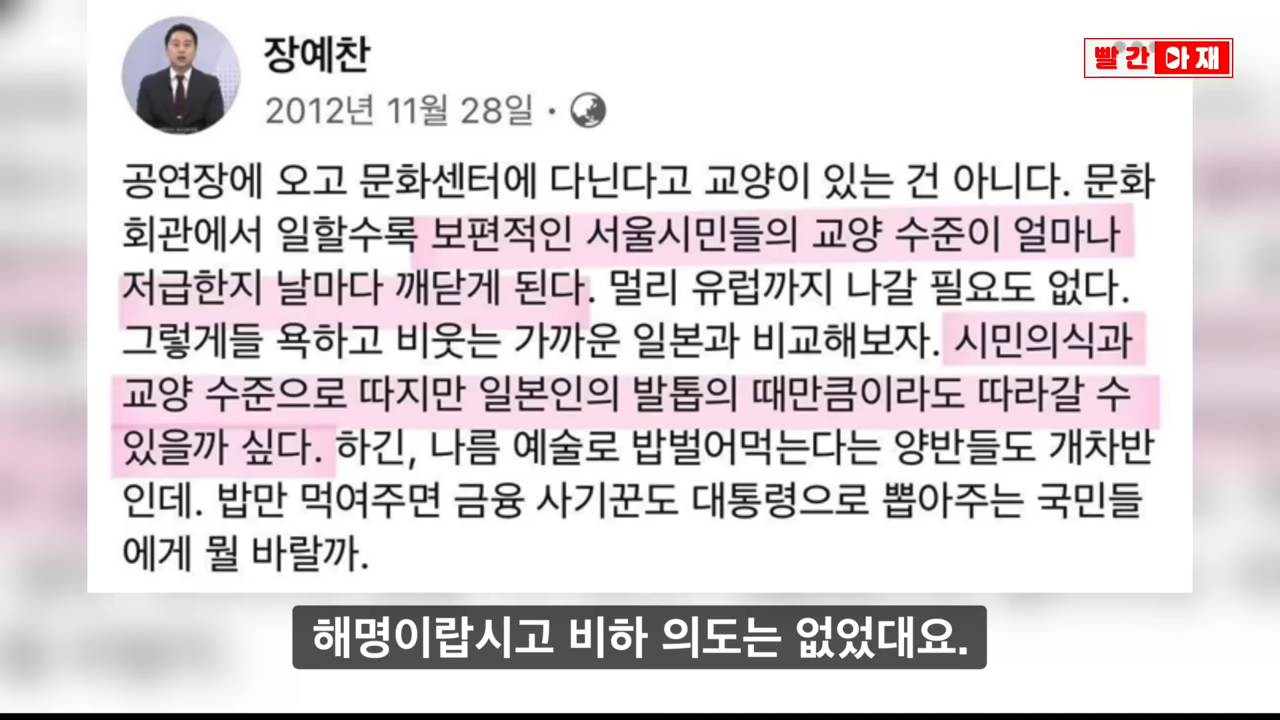 장예찬
빨간아재
2012년 11월 28일 ·
공연장에 오고 문화센터에 다닌다고 교양이 있는 건 아니다. 문화
회관에서 일할수록 보편적인 서울시민들의 교양 수준이 얼마나
저급한지 날마다 깨닫게 된다. 멀리 유럽까지 나갈 필요도 없다.
그렇게들 욕하고 비웃는 가까운 일본과 비교해보자. 시민의식과
교양 수준으로 따지만 일본인의 발톱의 때만큼이라도 따라갈 수
있을까 싶다. 하긴, 나름 예술로 밥벌어먹는다는 양반들도 개차반
인데. 밥만 먹여주면 금융 사기꾼도 대통령으로 뽑아주는 국민들
에게 뭘 바랄까.
해명이랍시고 비하 의도는 없었대요.